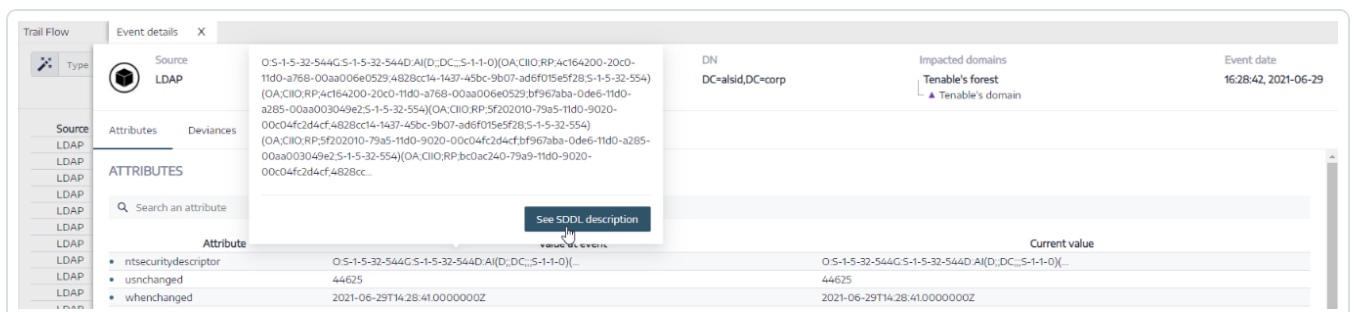 Trail Flow
Event details X
Type
Source
LDAP
O:S-1-5-32-544G:S-1-5-32-544D:AI(D;;DC;;;S-1-1-0)(OA;CIIO;RP;4c164200-20c0-
11d0-a768-00aa006e0529;4828cc14-1437-45bc-9b07-ad6f015e5f28;S-1-5-32-554)
(OA;CIIO;RP;4c164200-20c0-11d0-a768-00aa006e0529;bf967aba-0de6-11d0-
a285-00aa003049e2;S-1-5-32-554)(OA;CIIO;RP;5f202010-79a5-11d0-9020-
00c04fc2d4cf;4828cc14-1437-45bc-9b07-ad6f015e5f28;S-1-5-32-554)
(OA;CIIO;RP;5f202010-79a5-11d0-9020-00c04fc2d4cf;bf967aba-0de6-11d0-a285-
00aa003049e2;S-1-5-32-554)(OA;CIIO;RP;bc0ac240-79a9-11d0-9020-
00c04fc2d4cf;4828cc...
See SDDL description
DN
DC=alsid,DC=corp
Impacted domains
Tenable's forest
Tenable's domain
Event date
16:28:42, 2021-06-29
Source
LDAP
LDAP
LDAP
LDAP
LDAP
LDAP
LDAP
LDAP
LDAP
LDAP
LDAP
Attributes Deviances
ATTRIBUTES
Search an attribute
Attribute Value at event Current value
ntsecuritydescriptor O:S-1-5-32-544G:S-1-5-32-544D:AI(D;;DC;;;S-1-1-0)(... O:S-1-5-32-544G:S-1-5-32-544D:AI(D;;DC;;;S-1-1-0)(...
usnchanged 44625 44625
whenchanged 2021-06-29T14:28:41.0000000Z 2021-06-29T14:28:41.0000000Z